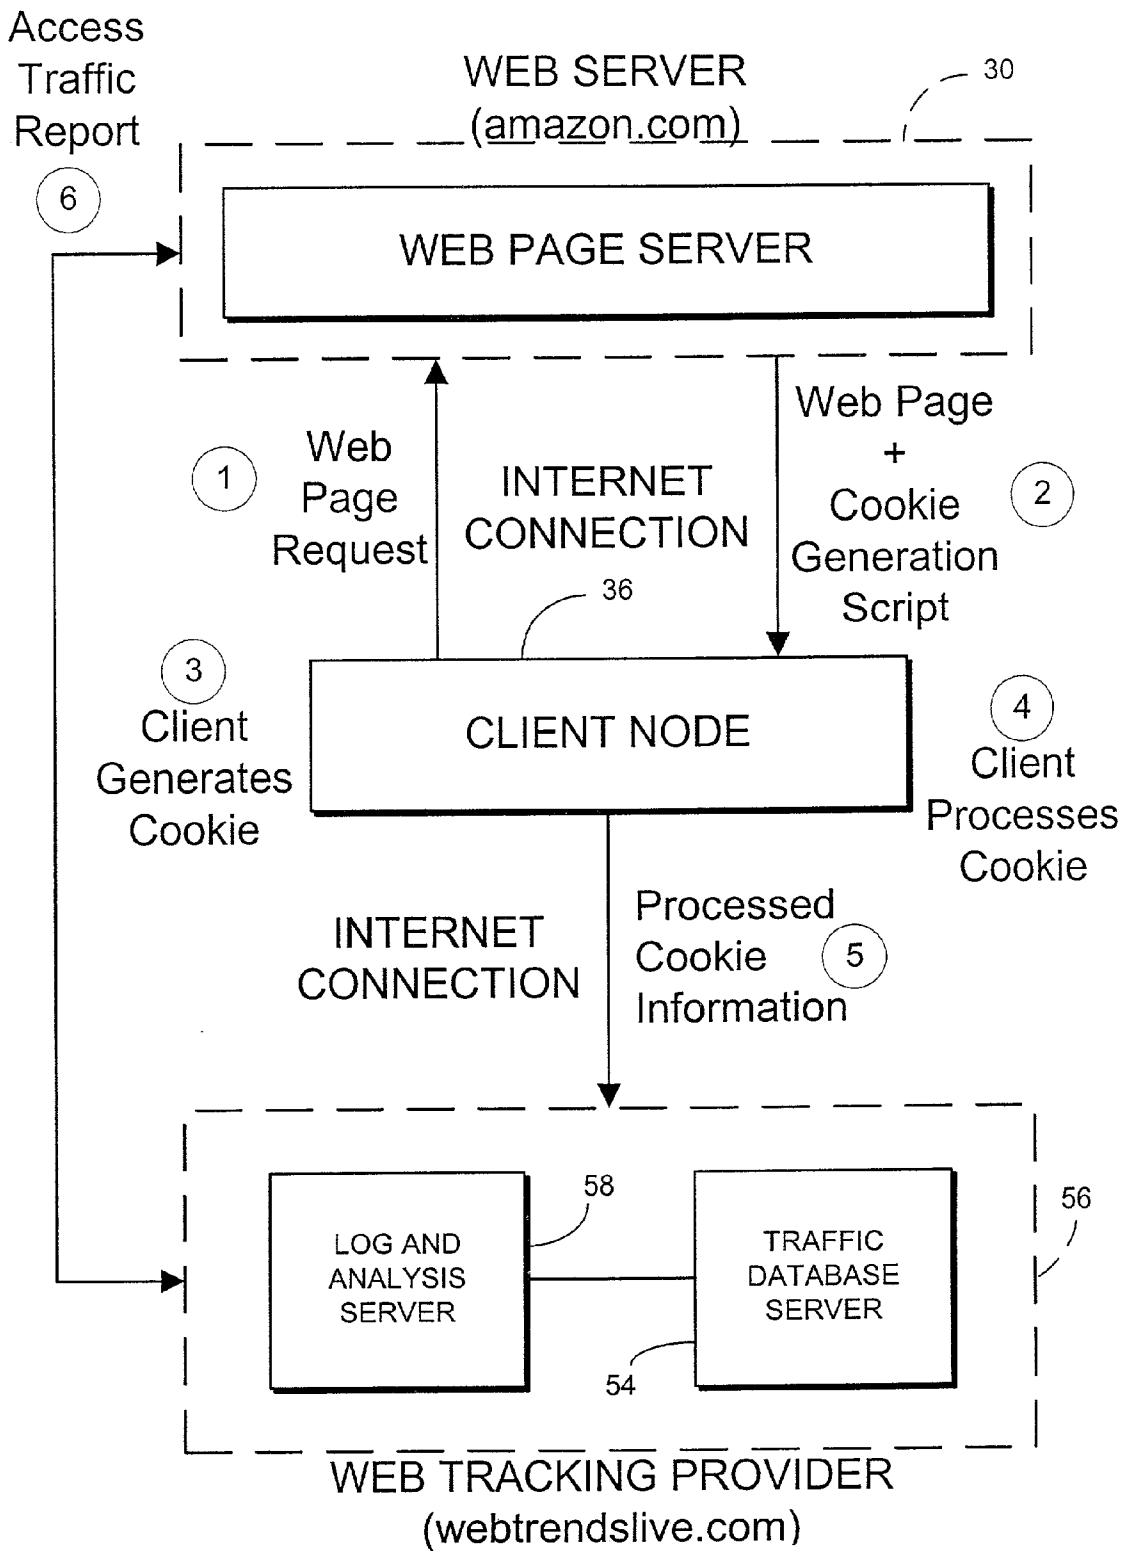 Access
Traffic
Report
6
WEB SERVER
(amazon.com)
30
WEB PAGE SERVER
1
Web
Page
Request
INTERNET
CONNECTION
Web Page
+
Cookie
Generation
Script
2
36
3
Client
Generates
Cookie
CLIENT NODE
4
Client
Processes
Cookie
INTERNET
CONNECTION
Processed
Cookie
Information
5
LOG AND
ANALYSIS
SERVER
58
TRAFFIC
DATABASE
SERVER
54
56
WEB TRACKING PROVIDER
(webtrendslive.com)